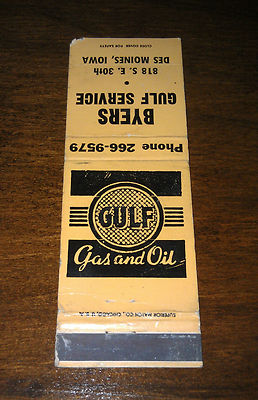 CLOSE COVER FOR SAFETY
818 S. E. 30th
DES MOINES, IOWA
•
BYERS
GULF SERVICE
Phone 266-9579
GULF
Gas and Oil
SUPERIOR MATCH CO., CHICAGO, U.S.A.